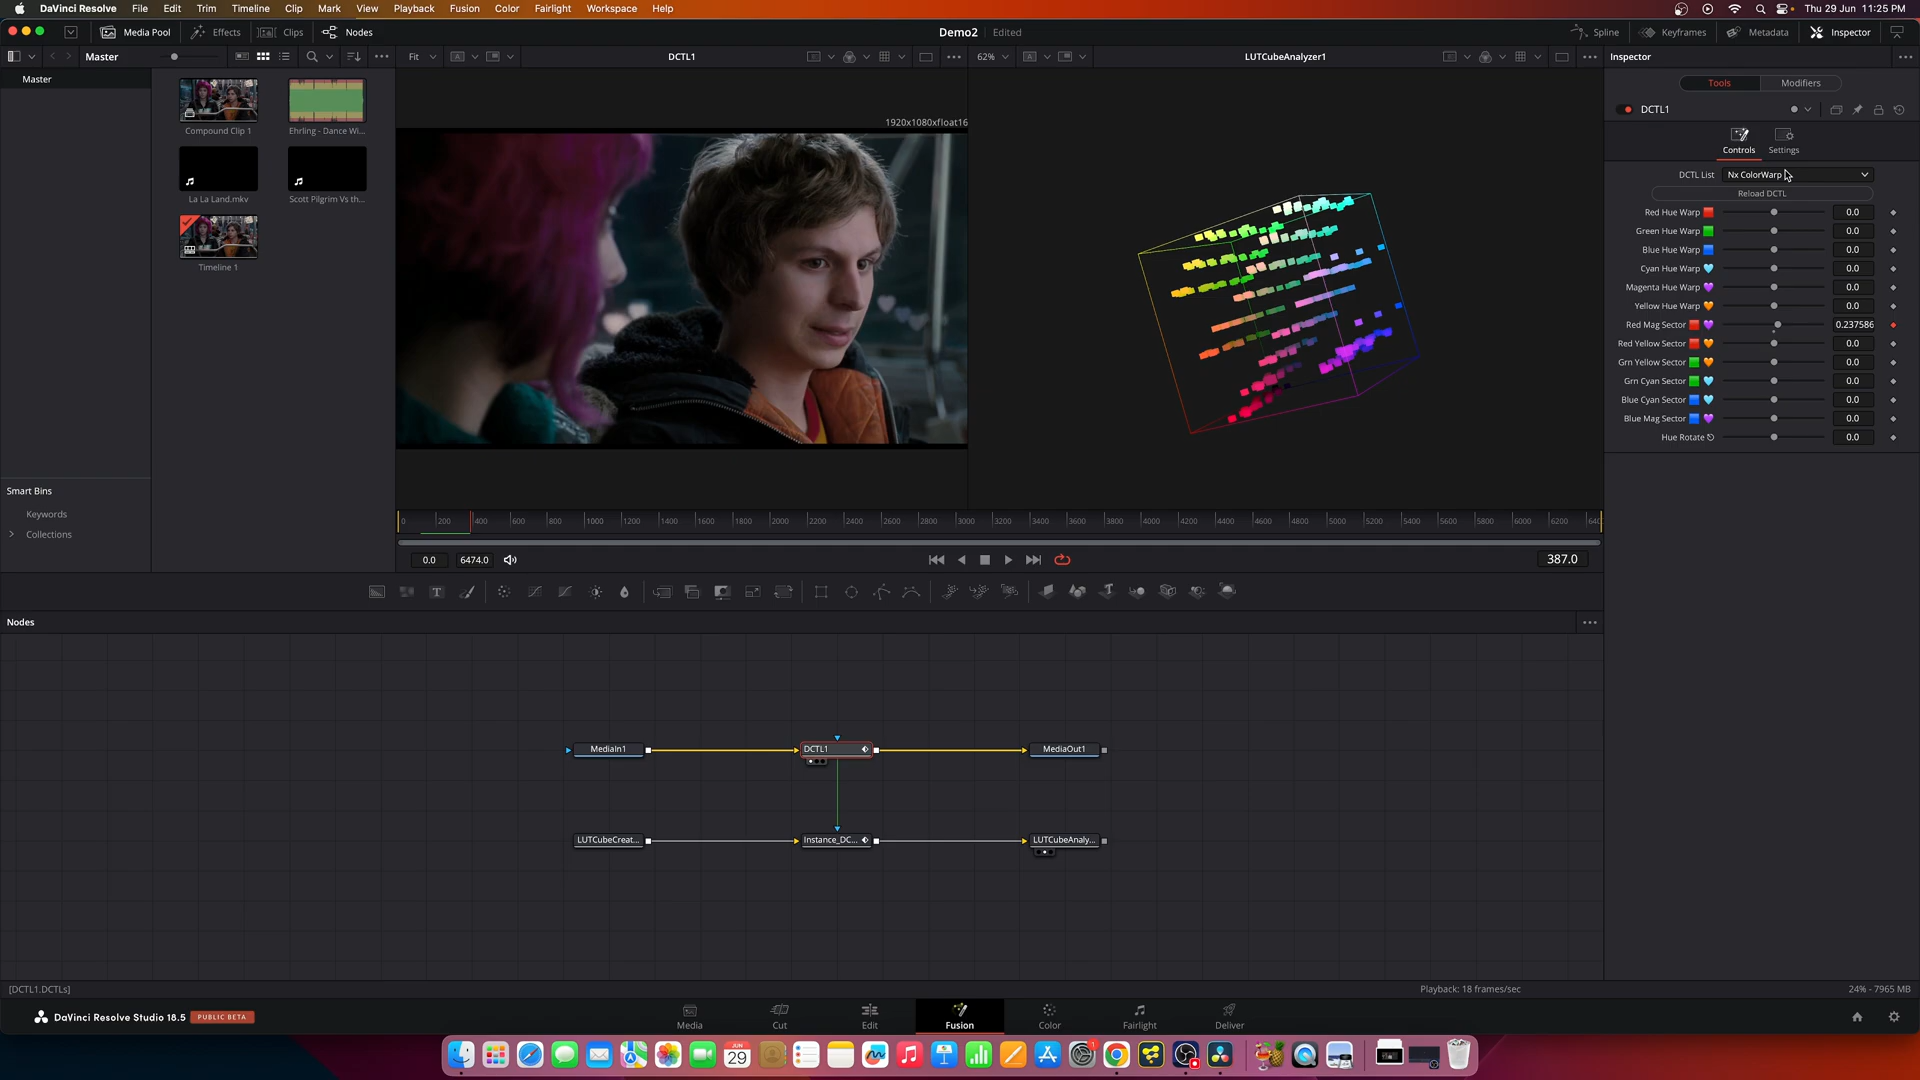 DaVinci Resolve File Edit Trim Timeline Clip Mark View Playback Fusion Color Fairlight Workspace Help Thu 29 Jun 11:25 PM
Media Pool Effects Clips Nodes Demo2 Edited Spline Keyframes Metadata Inspector
Master Fit DCTL1 62% LUTCubeAnalyzer1 Inspector
Master
Tools Modifiers
DCTL1
Compound Clip 1 Ehrling - Dance Wi...
La La Land.mkv Scott Pilgrim Vs th...
Timeline 1
1920x1080xfloat16
Controls Settings
DCTL List Nx ColorWarp
Reload DCTL
Red Hue Warp 0.0
Green Hue Warp 0.0
Blue Hue Warp 0.0
Cyan Hue Warp 0.0
Magenta Hue Warp 0.0
Yellow Hue Warp 0.0
Red Mag Sector 0.237586
Red Yellow Sector 0.0
Grn Yellow Sector 0.0
Grn Cyan Sector 0.0
Blue Cyan Sector 0.0
Blue Mag Sector 0.0
Hue Rotate 0.0
Smart Bins
Keywords
Collections
0 200 400 600 800 1000 1200 1400 1600 1800 2000 2200 2400 2600 2800 3000 3200 3400 3600 3800 4000 4200 4400 4600 4800 5000 5200 5400 5600 5800 6000 6200
0.0 6474.0 387.0
T
Nodes
MediaIn1 DCTL1 MediaOut1
LUTCubeCreat... Instance_DC... LUTCubeAnaly...
[DCTL1.DCTLs] Playback: 18 frames/sec 24% - 7965 MB
DaVinci Resolve Studio 18.5 PUBLIC BETA
Media Cut Edit Fusion Color Fairlight Deliver
JUN
29
1